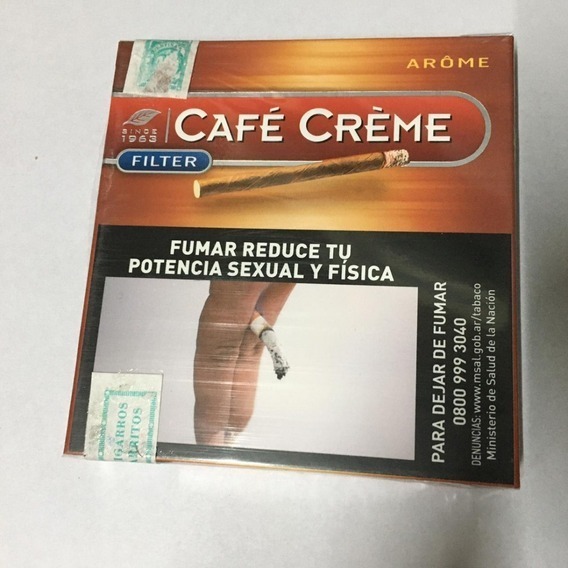 ARÔME
SINCE
1963
CAFÉ CRÈME
FILTER
FUMAR REDUCE TU
POTENCIA SEXUAL Y FÍSICA
PARA DEJAR DE FUMAR
0800 999 3040
DENUNCIAS: www.msal.gob.ar/tabaco
Ministerio de Salud de la Nación